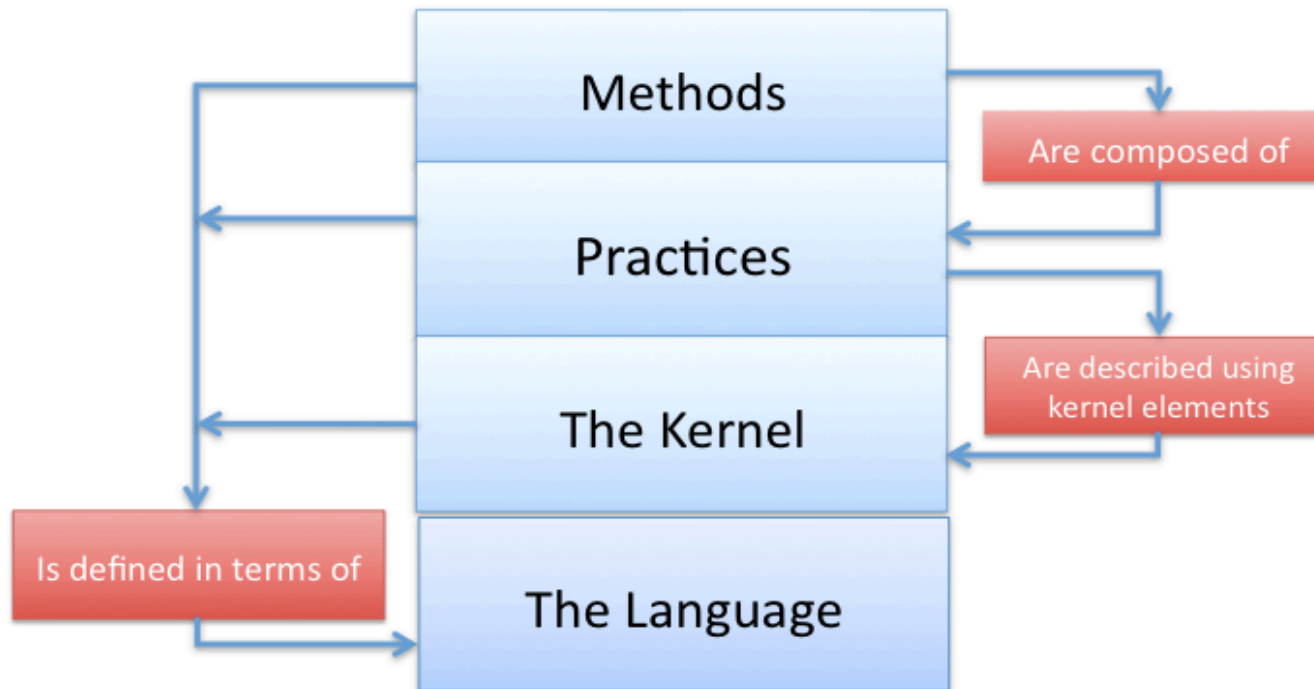 Methods
Are composed of
Practices
Are described using
kernel elements
The Kernel
Is defined in terms of
The Language